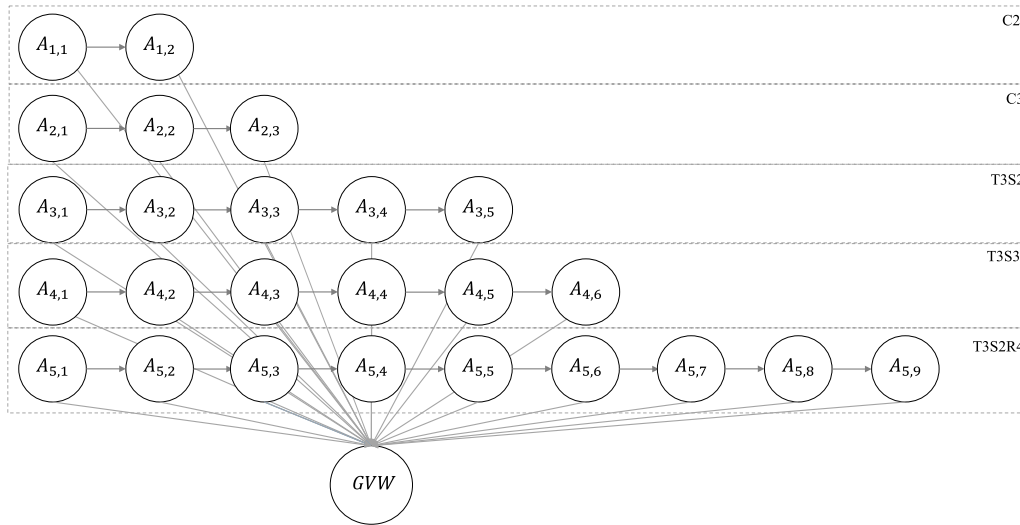 C2
A1,1 A1,2
C3
A2,1 A2,2 A2,3
T3S2
A3,1 A3,2 A3,3 A3,4 A3,5
T3S3
A4,1 A4,2 A4,3 A4,4 A4,5 A4,6
T3S2R4
A5,1 A5,2 A5,3 A5,4 A5,5 A5,6 A5,7 A5,8 A5,9
GVW